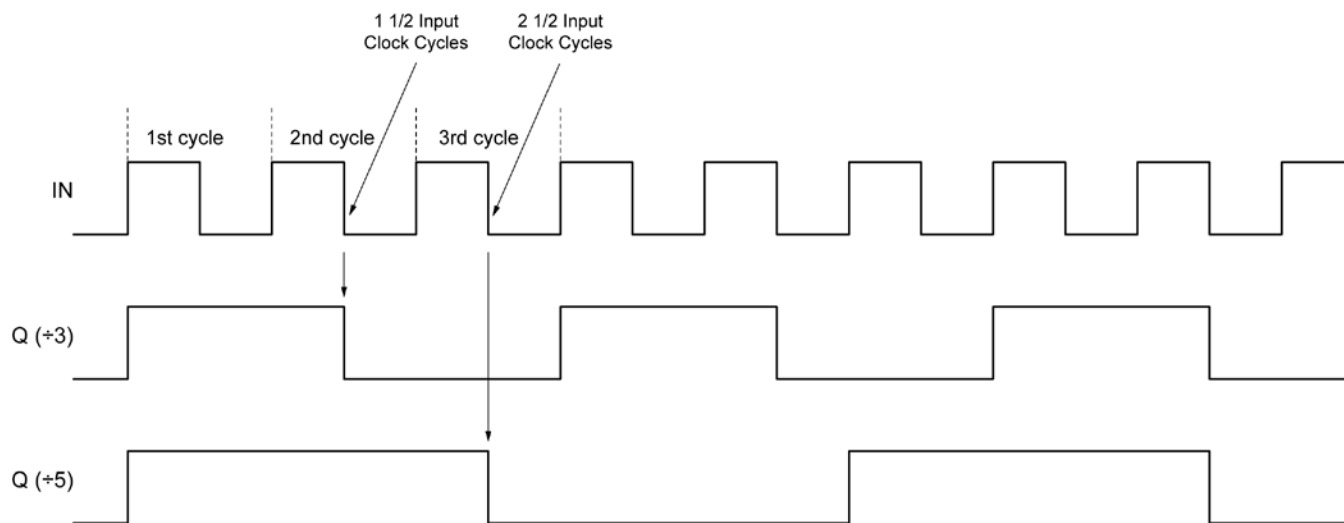 1 1/2 Input
Clock Cycles
2 1/2 Input
Clock Cycles
1st cycle
2nd cycle
3rd cycle
IN
Q (÷3)
Q (÷5)